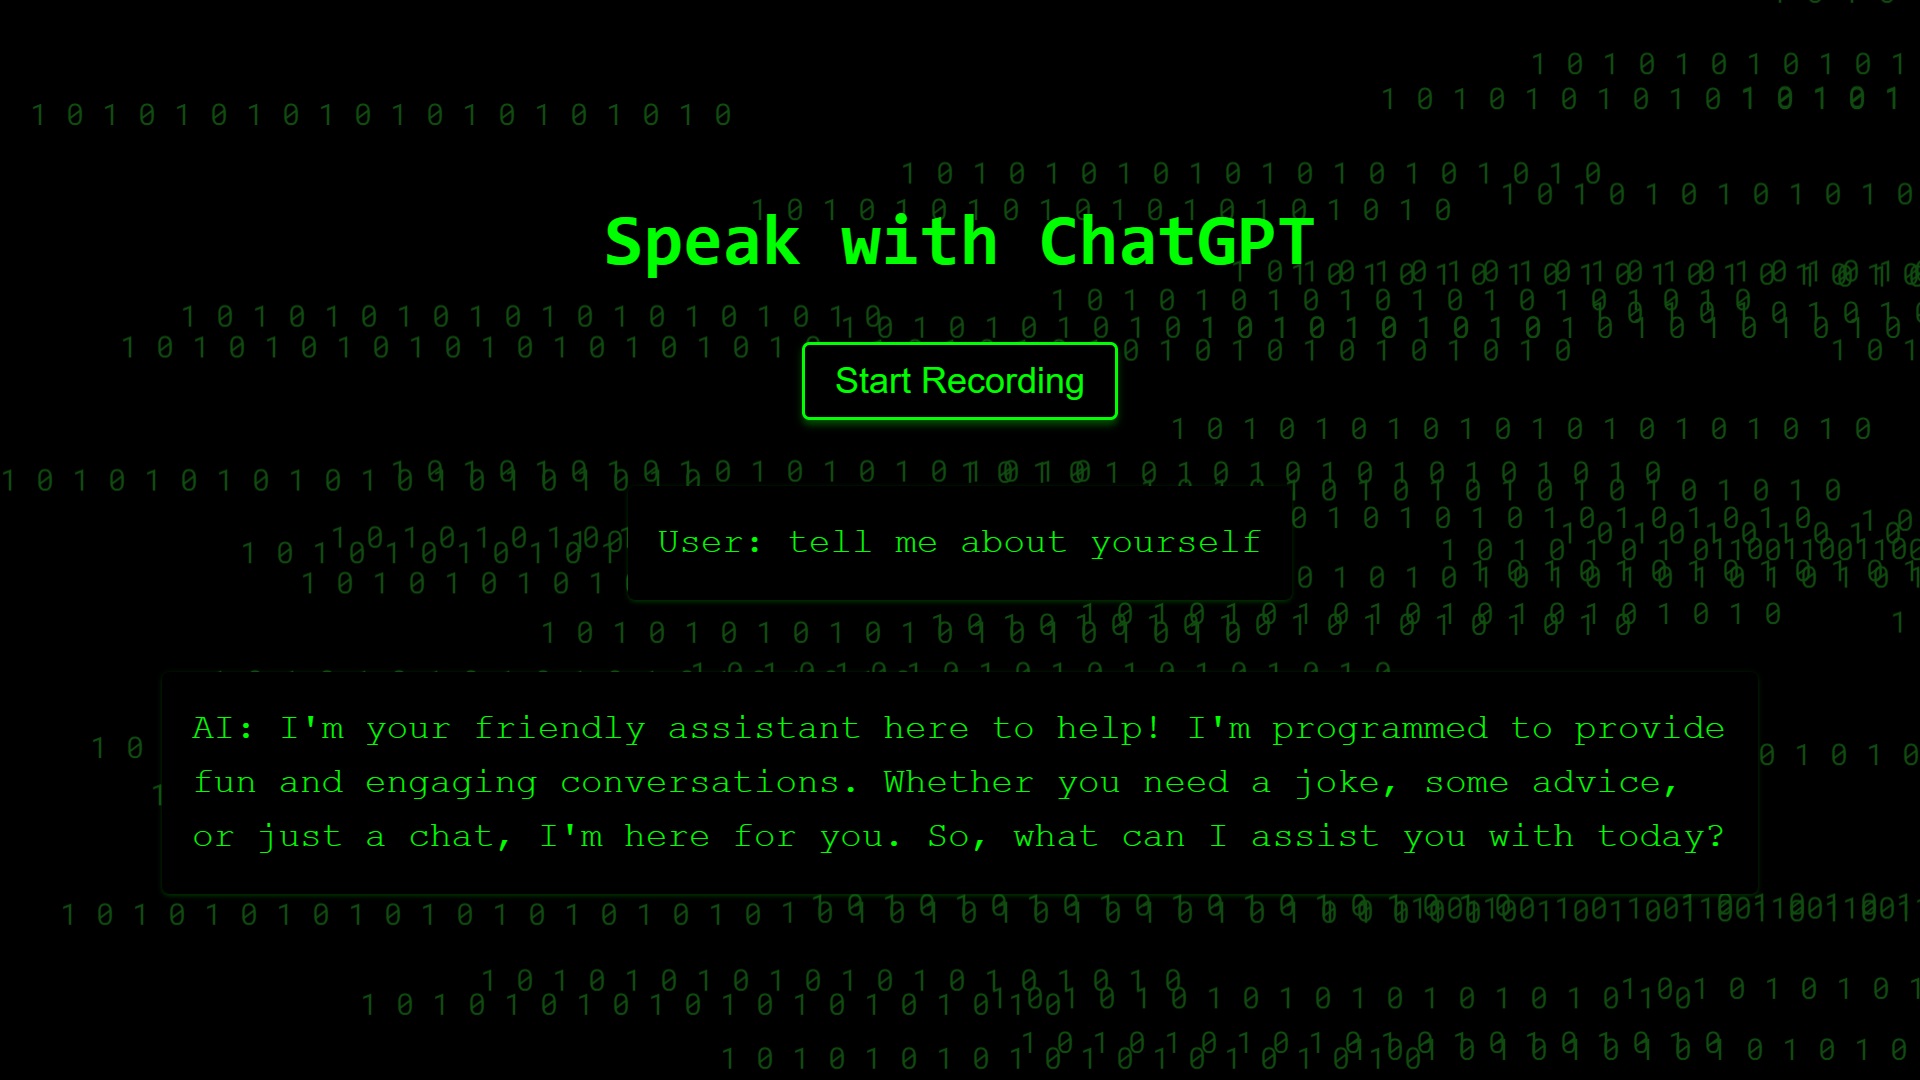 Speak with ChatGPT
Start Recording
User: tell me about yourself
AI: I'm your friendly assistant here to help! I'm programmed to provide
fun and engaging conversations. Whether you need a joke, some advice,
or just a chat, I'm here for you. So, what can I assist you with today?